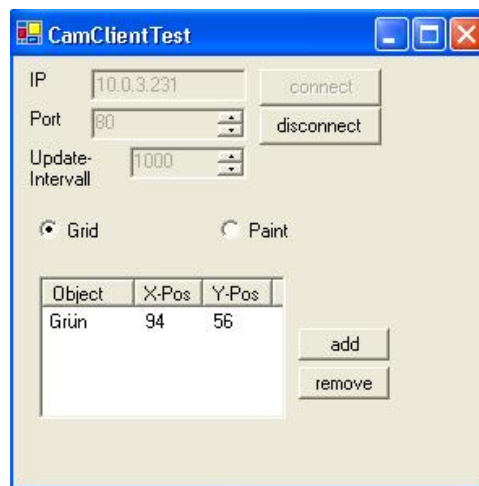 CamClientTest
IP 10.0.3.231 connect
Port 80 disconnect
Update-
Intervall 1000
Grid Paint
Object X-Pos Y-Pos
Grün 94 56
add
remove